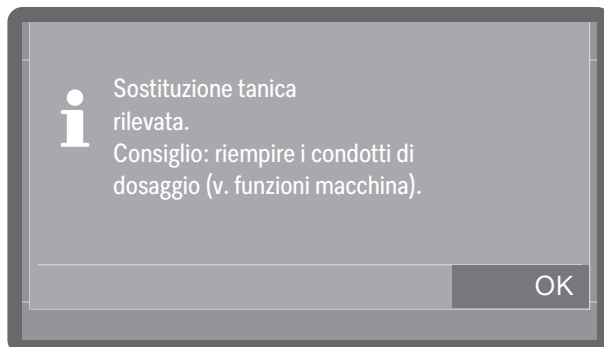 Sostituzione tanica
rilevata.
Consiglio: riempire i condotti di
dosaggio (v. funzioni macchina).
OK